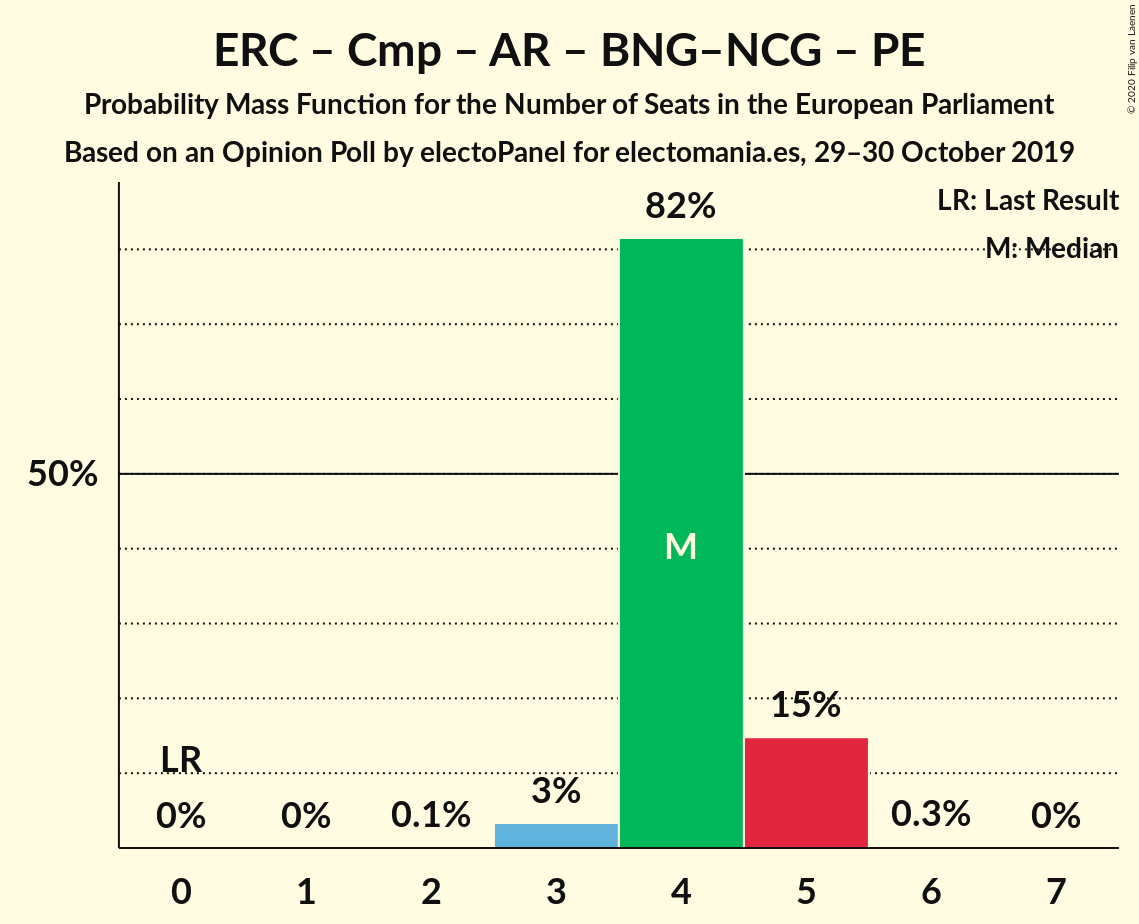 ERC – Cmp – AR – BNG–NCG – PE
Probability Mass Function for the Number of Seats in the European Parliament
Based on an Opinion Poll by electoPanel for electomania.es, 29–30 October 2019
© 2020 Filip van Laenen
LR: Last Result
M: Median
82%
50%
M
15%
LR
3%
0% 0% 0.1% 0.3% 0%
0 1 2 3 4 5 6 7